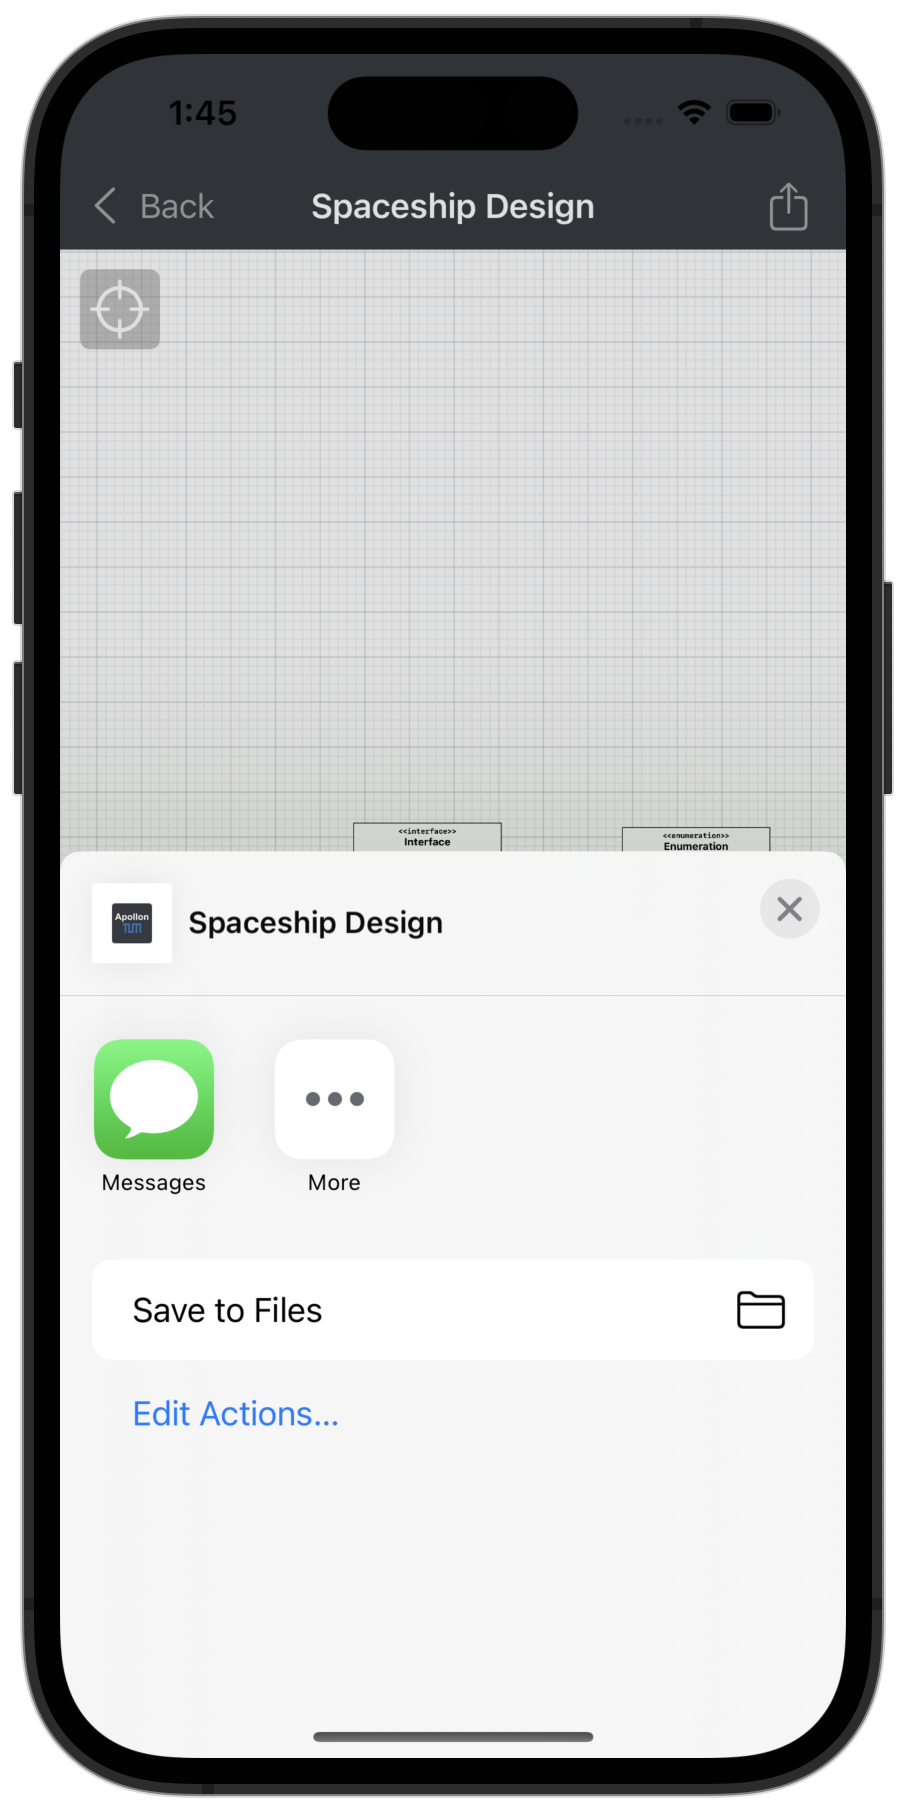 1:45
Back
Spaceship Design
<<interface>>
Interface
<<enumeration>>
Enumeration
Apollon
TUM
Spaceship Design
Messages
More
Save to Files
Edit Actions...